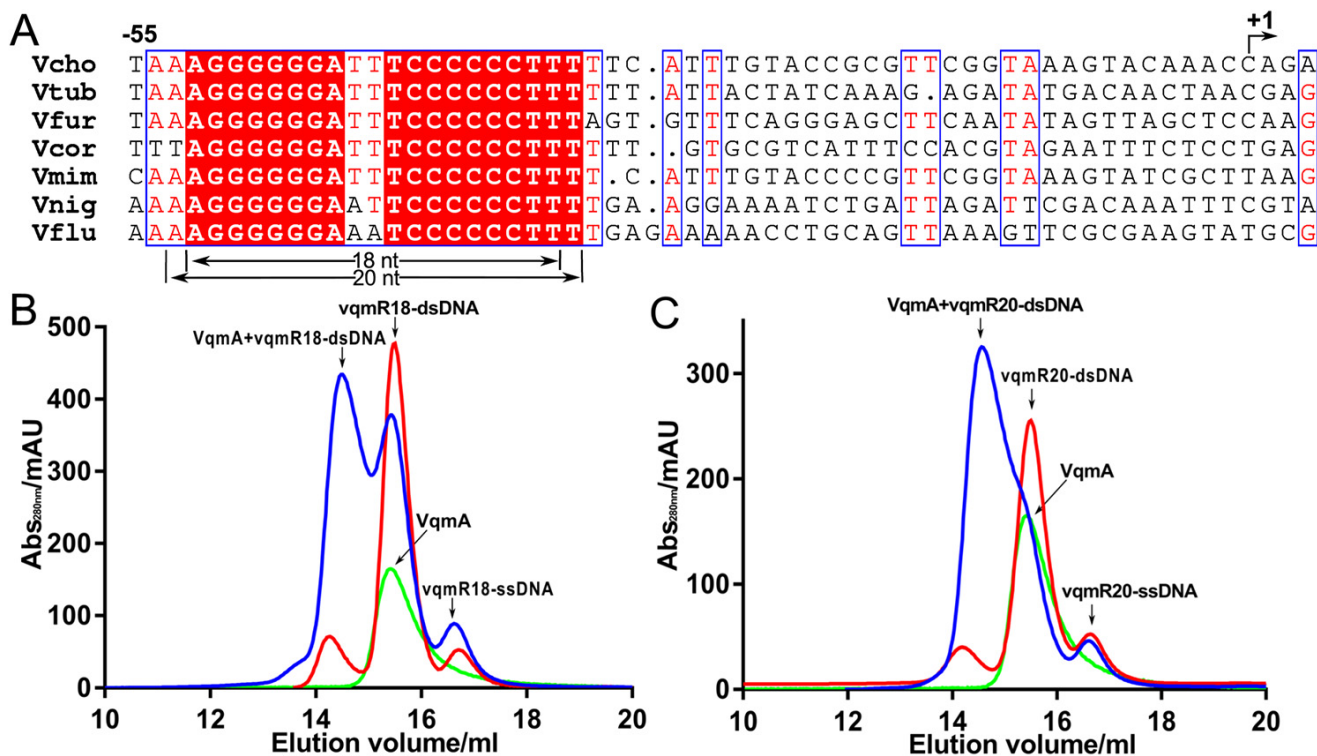 A
-55
+1
Vcho TAAAGGGGGGATTTCCCCCCTTTTTC.ATTTGTACCGCGTTCGGTAAAGTACAAACCAGA
Vtub TAAAGGGGGGATTTCCCCCCTTTTTT.ATTACTATCAAAG.AGATATGACAACTAACGAG
Vfur TAAAGGGGGGATTTCCCCCCTTTAGT.GTTTCAGGGAGCTTCAATATAGTTAGCTCCAAG
Vcor TTTAGGGGGGATTTCCCCCCTTTTTT..GTGCGTCATTTCCACGTAGAATTTCTCCTGAG
Vmim CAAAGGGGGGATTTCCCCCCTTTT.C.ATTTGTACCCCGTTCGGTAAAGTATCGCTTAAG
Vnig AAAAGGGGGGAATTCCCCCCTTTTGA.AGGAAAATCTGATTAGATTCGACAAATTTCGTA
Vflu AAAAGGGGGGAAATCCCCCCTTTTGAGAAAAACCTGCAGTTAAAGTTCGCGAAGTATGCG
18 nt
20 nt
B
vqmR18-dsDNA
VqmA+vqmR18-dsDNA
VqmA
vqmR18-ssDNA
500
400
300
200
100
0
Abs280nm/mAU
10 12 14 16 18 20
Elution volume/ml
C
VqmA+vqmR20-dsDNA
vqmR20-dsDNA
VqmA
vqmR20-ssDNA
300
200
100
0
Abs280nm/mAU
10 12 14 16 18 20
Elution volume/ml